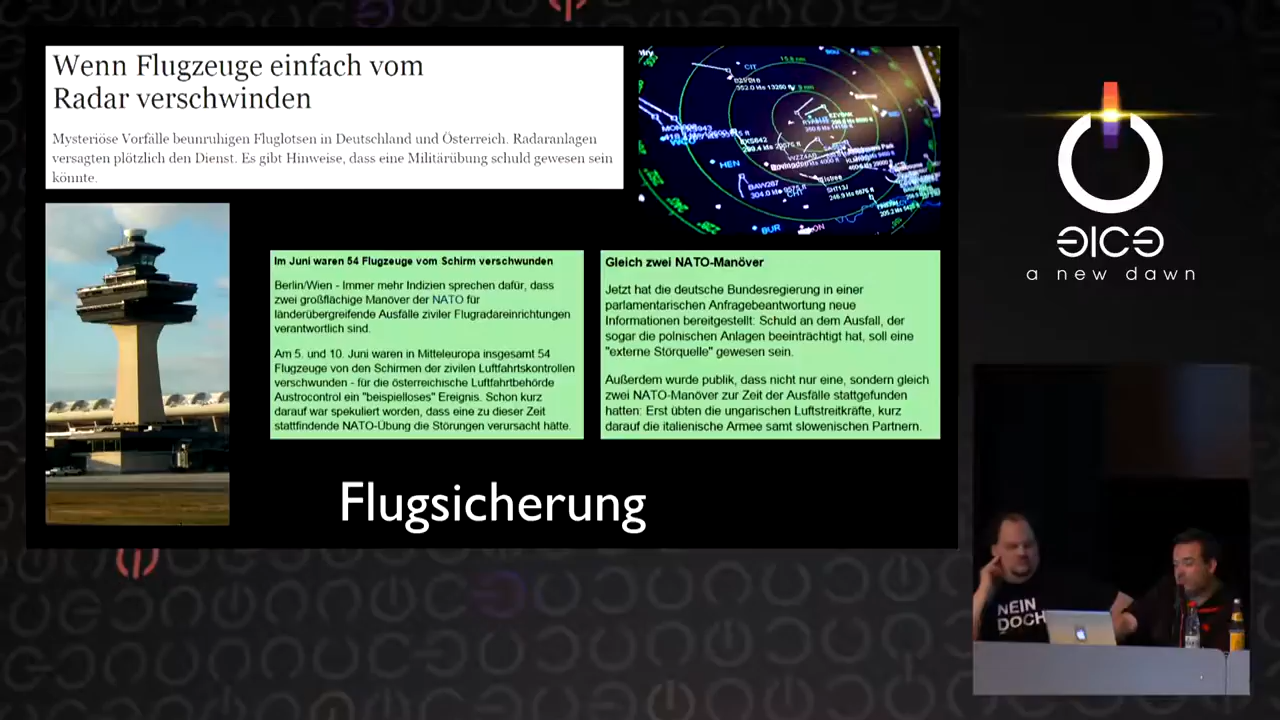 Wenn Flugzeuge einfach vom
Radar verschwinden
Mysteriöse Vorfälle beunruhigen Fluglotsen in Deutschland und Österreich. Radaranlagen
versagten plötzlich den Dienst. Es gibt Hinweise, dass eine Militärübung schuld gewesen sein
könnte.
CIT
HEN
BUR
Im Juni waren 54 Flugzeuge vom Schirm verschwunden
Berlin/Wien - Immer mehr Indizien sprechen dafür, dass
zwei großflächige Manöver der NATO für
länderübergreifende Ausfälle ziviler Flugradareinrichtungen
verantwortlich sind.
Am 5. und 10. Juni waren in Mitteleuropa insgesamt 54
Flugzeuge von den Schirmen der zivilen Luftfahrtskontrollen
verschwunden - für die österreichische Luftfahrtbehörde
Austrocontrol ein "beispielloses" Ereignis. Schon kurz
darauf war spekuliert worden, dass eine zu dieser Zeit
stattfindende NATO-Übung die Störungen verursacht hätte.
Gleich zwei NATO-Manöver
Jetzt hat die deutsche Bundesregierung in einer
parlamentarischen Anfragebeantwortung neue
Informationen bereitgestellt: Schuld an dem Ausfall, der
sogar die polnischen Anlagen beeinträchtigt hat, soll eine
"externe Störquelle" gewesen sein.
Außerdem wurde publik, dass nicht nur eine, sondern gleich
zwei NATO-Manöver zur Zeit der Ausfälle stattgefunden
hatten: Erst übten die ungarischen Luftstreitkräfte, kurz
darauf die italienische Armee samt slowenischen Partnern.
Flugsicherung
a new dawn
NEIN
DOCH